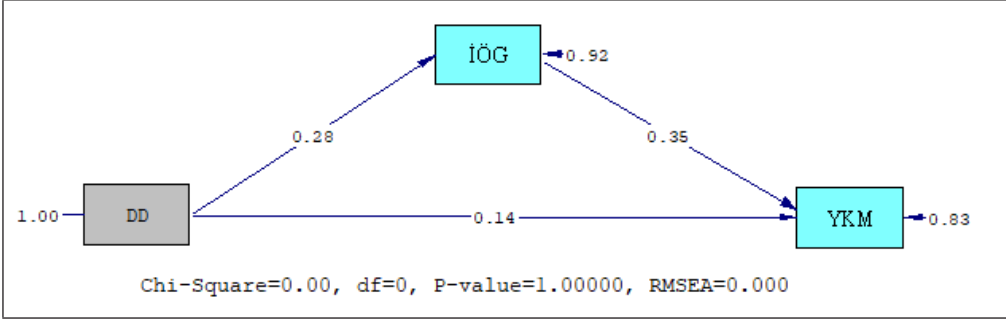 İÖG
0.92
0.28
0.35
1.00
DD
0.14
YKM
0.83
Chi-Square=0.00, df=0, P-value=1.00000, RMSEA=0.000